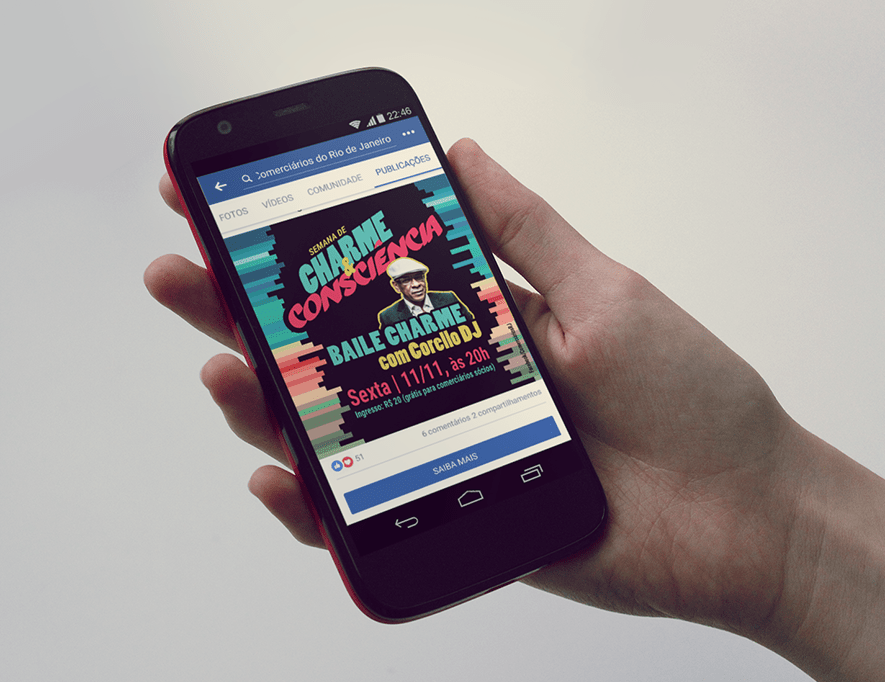 22:46
Comerciários do Rio de Janeiro
FOTOS VÍDEOS COMUNIDADE PUBLICAÇÕES
SEMANA DE
CHARME
&
CONSCIENCIA
BAILE CHARME
com Corello DJ
Sexta | 11/11, às 20h
Ingresso: R$ 20 (grátis para comerciários sócios)
51 6 comentários 2 compartilhamentos
SAIBA MAIS